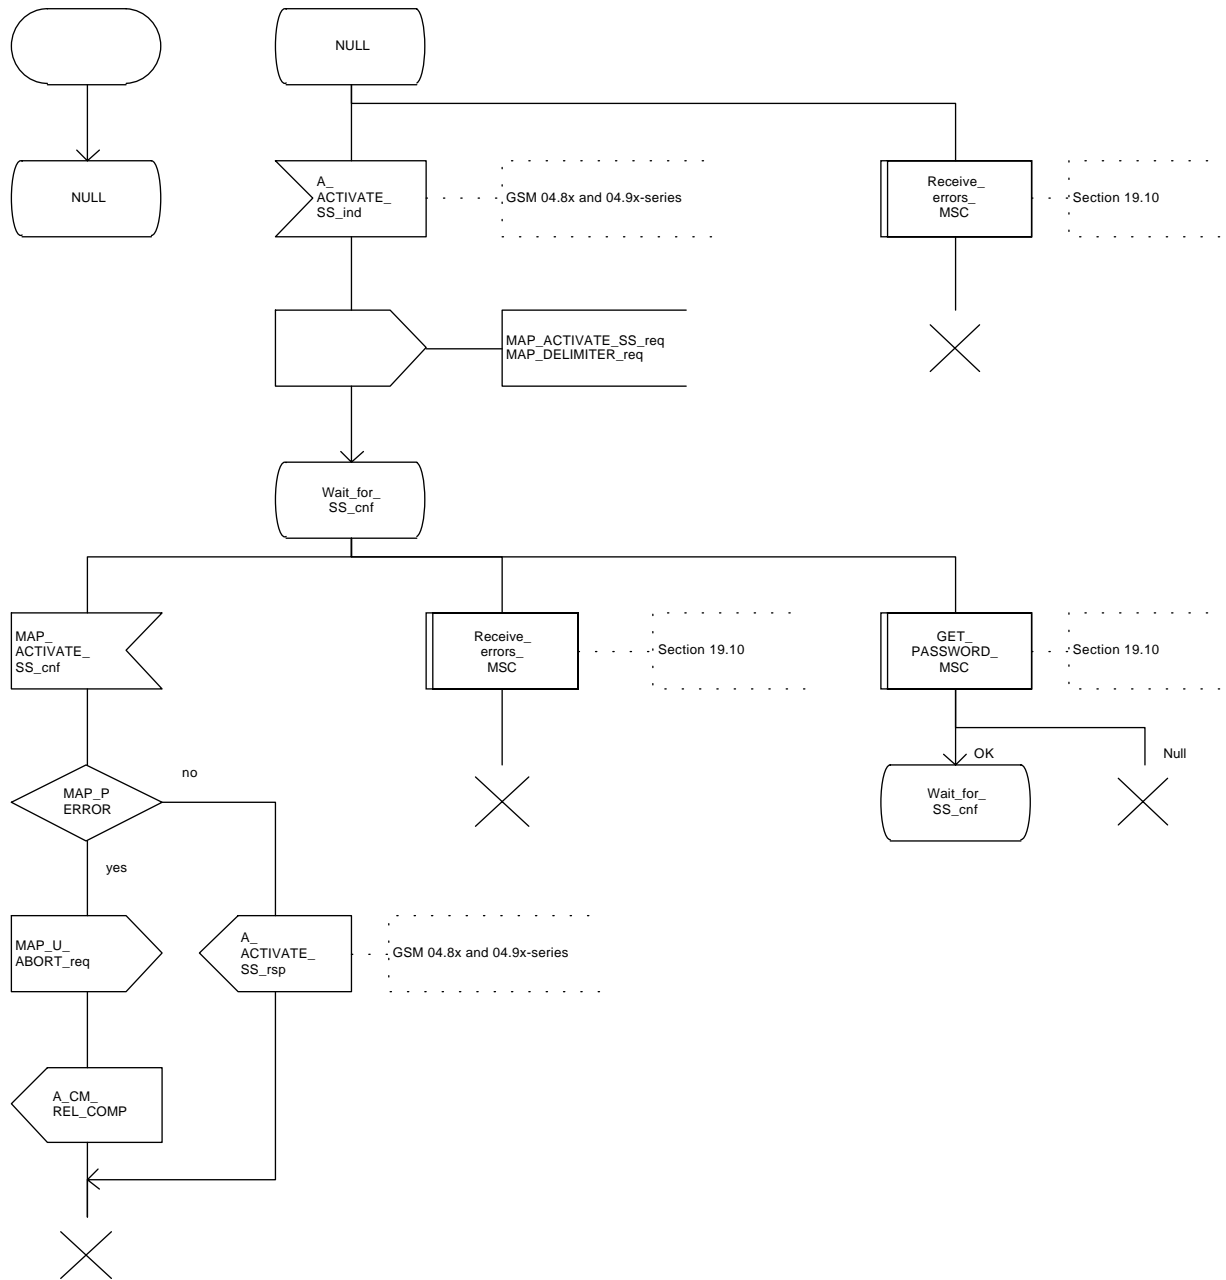 NULL
NULL
A_
ACTIVATE_
SS_ind
GSM 04.8x and 04.9x-series
Receive_
errors_
MSC
Section 19.10
MAP_ACTIVATE_SS_req
MAP_DELIMITER_req
Wait_for_
SS_cnf
MAP_
ACTIVATE_
SS_cnf
Receive_
errors_
MSC
Section 19.10
GET_
PASSWORD_
MSC
Section 19.10
OK
Null
Wait_for_
SS_cnf
MAP_P
ERROR
no
yes
MAP_U_
ABORT_req
A_
ACTIVATE_
SS_rsp
GSM 04.8x and 04.9x-series
A_CM_
REL_COMP